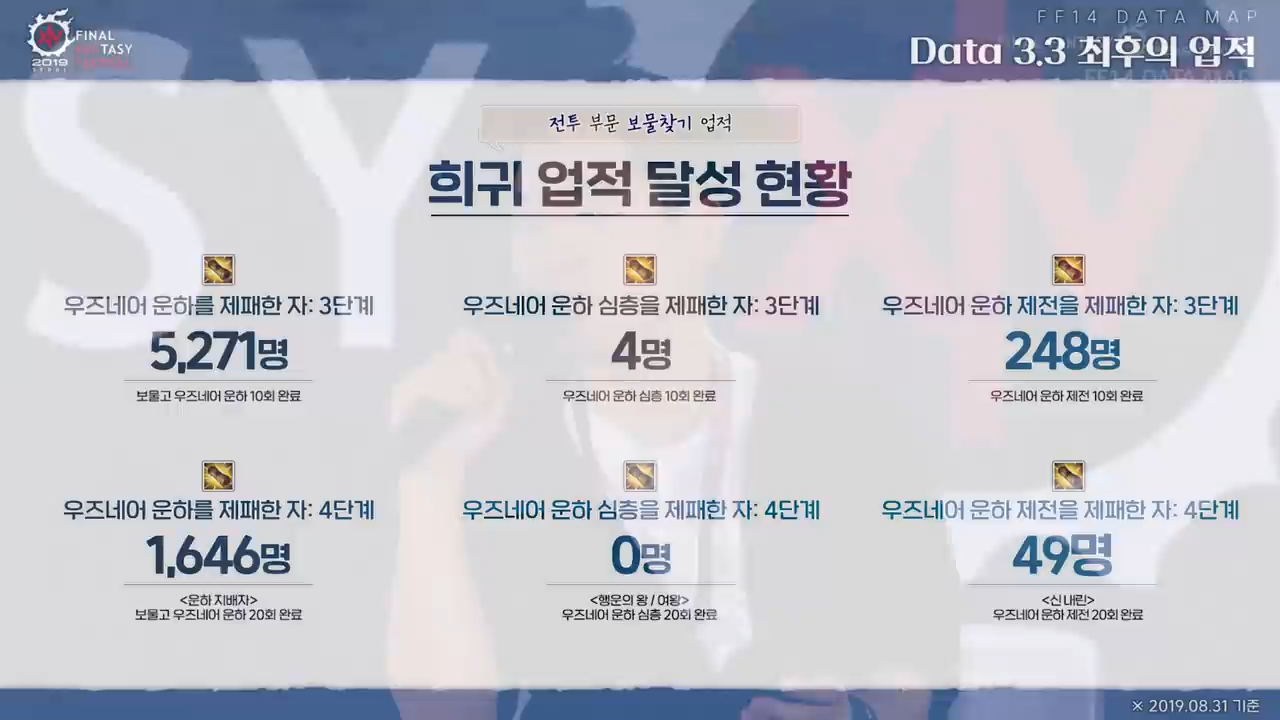 FINAL FANTASY
2019
FF14 DATA MAP
Data 3.3 최후의 업적
전투 부문 보물찾기 업적
희귀 업적 달성 현황
우즈네어 운하를 제패한 자: 3단계
5,271명
보물고 우즈네어 운하 10회 완료
우즈네어 운하 심층을 제패한 자: 3단계
4명
우즈네어 운하 심층 10회 완료
우즈네어 운하 제전을 제패한 자: 3단계
248명
우즈네어 운하 제전 10회 완료
우즈네어 운하를 제패한 자: 4단계
1,646명
<운하 지배자>
보물고 우즈네어 운하 20회 완료
우즈네어 운하 심층을 제패한 자: 4단계
0명
<행운의 왕 / 여왕>
우즈네어 운하 심층 20회 완료
우즈네어 운하 제전을 제패한 자: 4단계
49명
<신 내린>
우즈네어 운하 제전 20회 완료
× 2019.08.31 기준